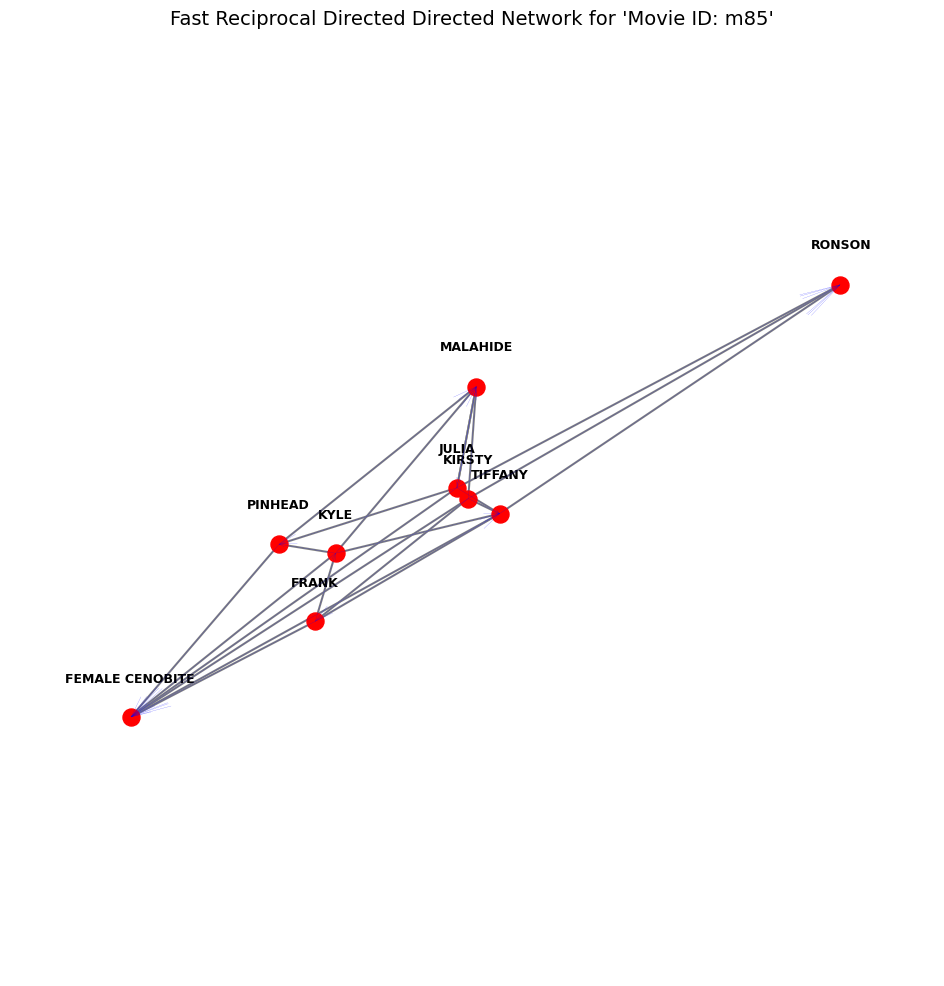 Fast Reciprocal Directed Directed Network for 'Movie ID: m85'
RONSON
MALAHIDE
JULIA
KIRSTY
TIFFANY
PINHEAD
KYLE
FRANK
FEMALE CENOBITE